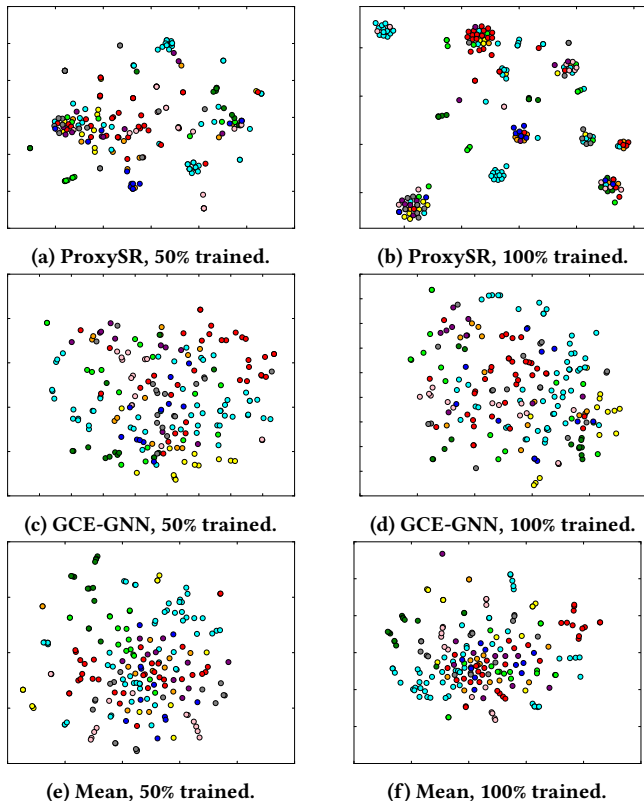 (a) ProxySR, 50% trained.
(b) ProxySR, 100% trained.
(c) GCE-GNN, 50% trained.
(d) GCE-GNN, 100% trained.
(e) Mean, 50% trained.
(f) Mean, 100% trained.